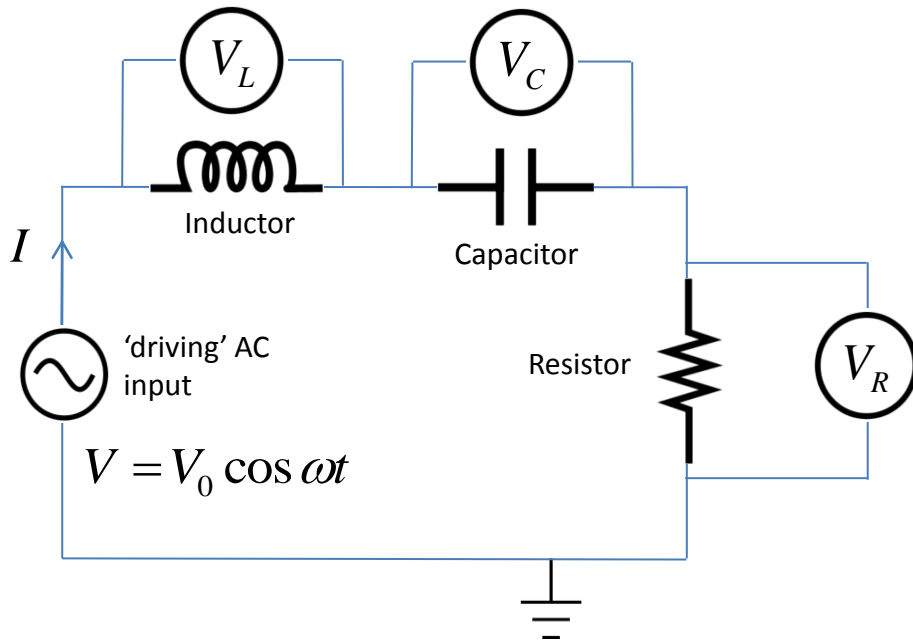 V_L
V_C
Inductor
Capacitor
I
'driving' AC
input
Resistor
V_R
V = V_0 cos ωt